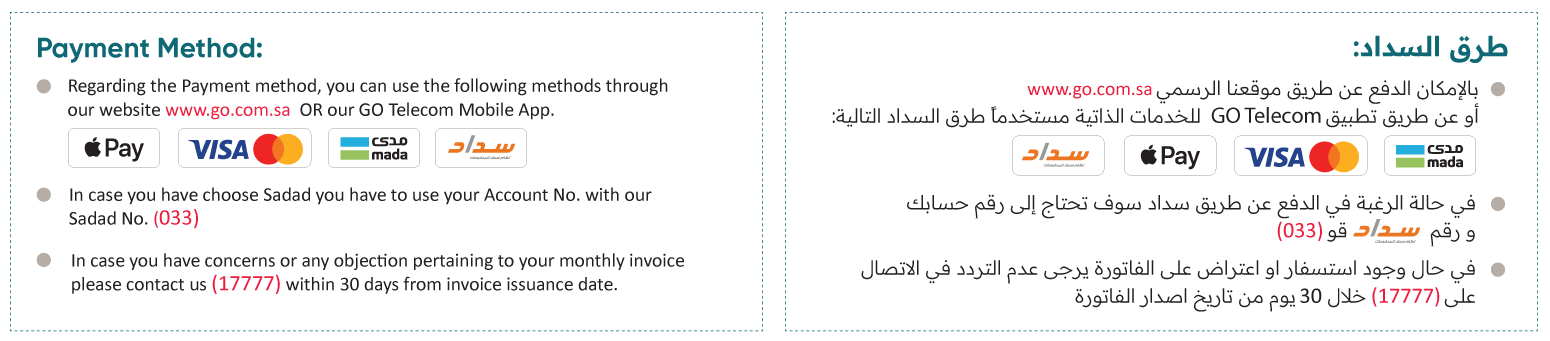 Payment Method:
Regarding the Payment method, you can use the following methods through
our website www.go.com.sa OR our GO Telecom Mobile App.
Pay VISA مدى mada سداد
In case you have choose Sadad you have to use your Account No. with our
Sadad No. (033)
In case you have concerns or any objection pertaining to your monthly invoice
please contact us (17777) within 30 days from invoice issuance date.
طرق السداد:
بالإمكان الدفع عن طريق موقعنا الرسمي www.go.com.sa
أو عن طريق تطبيق GO Telecom للخدمات الذاتية مستخدماً طرق السداد التالية:
مدى mada VISA Pay سداد
في حالة الرغبة في الدفع عن طريق سداد سوف تحتاج إلى رقم حسابك
و رقم سداد قو (033)
في حال وجود استسفار او اعتراض على الفاتورة يرجى عدم التردد في الاتصال
على (17777) خلال 30 يوم من تاريخ اصدار الفاتورة